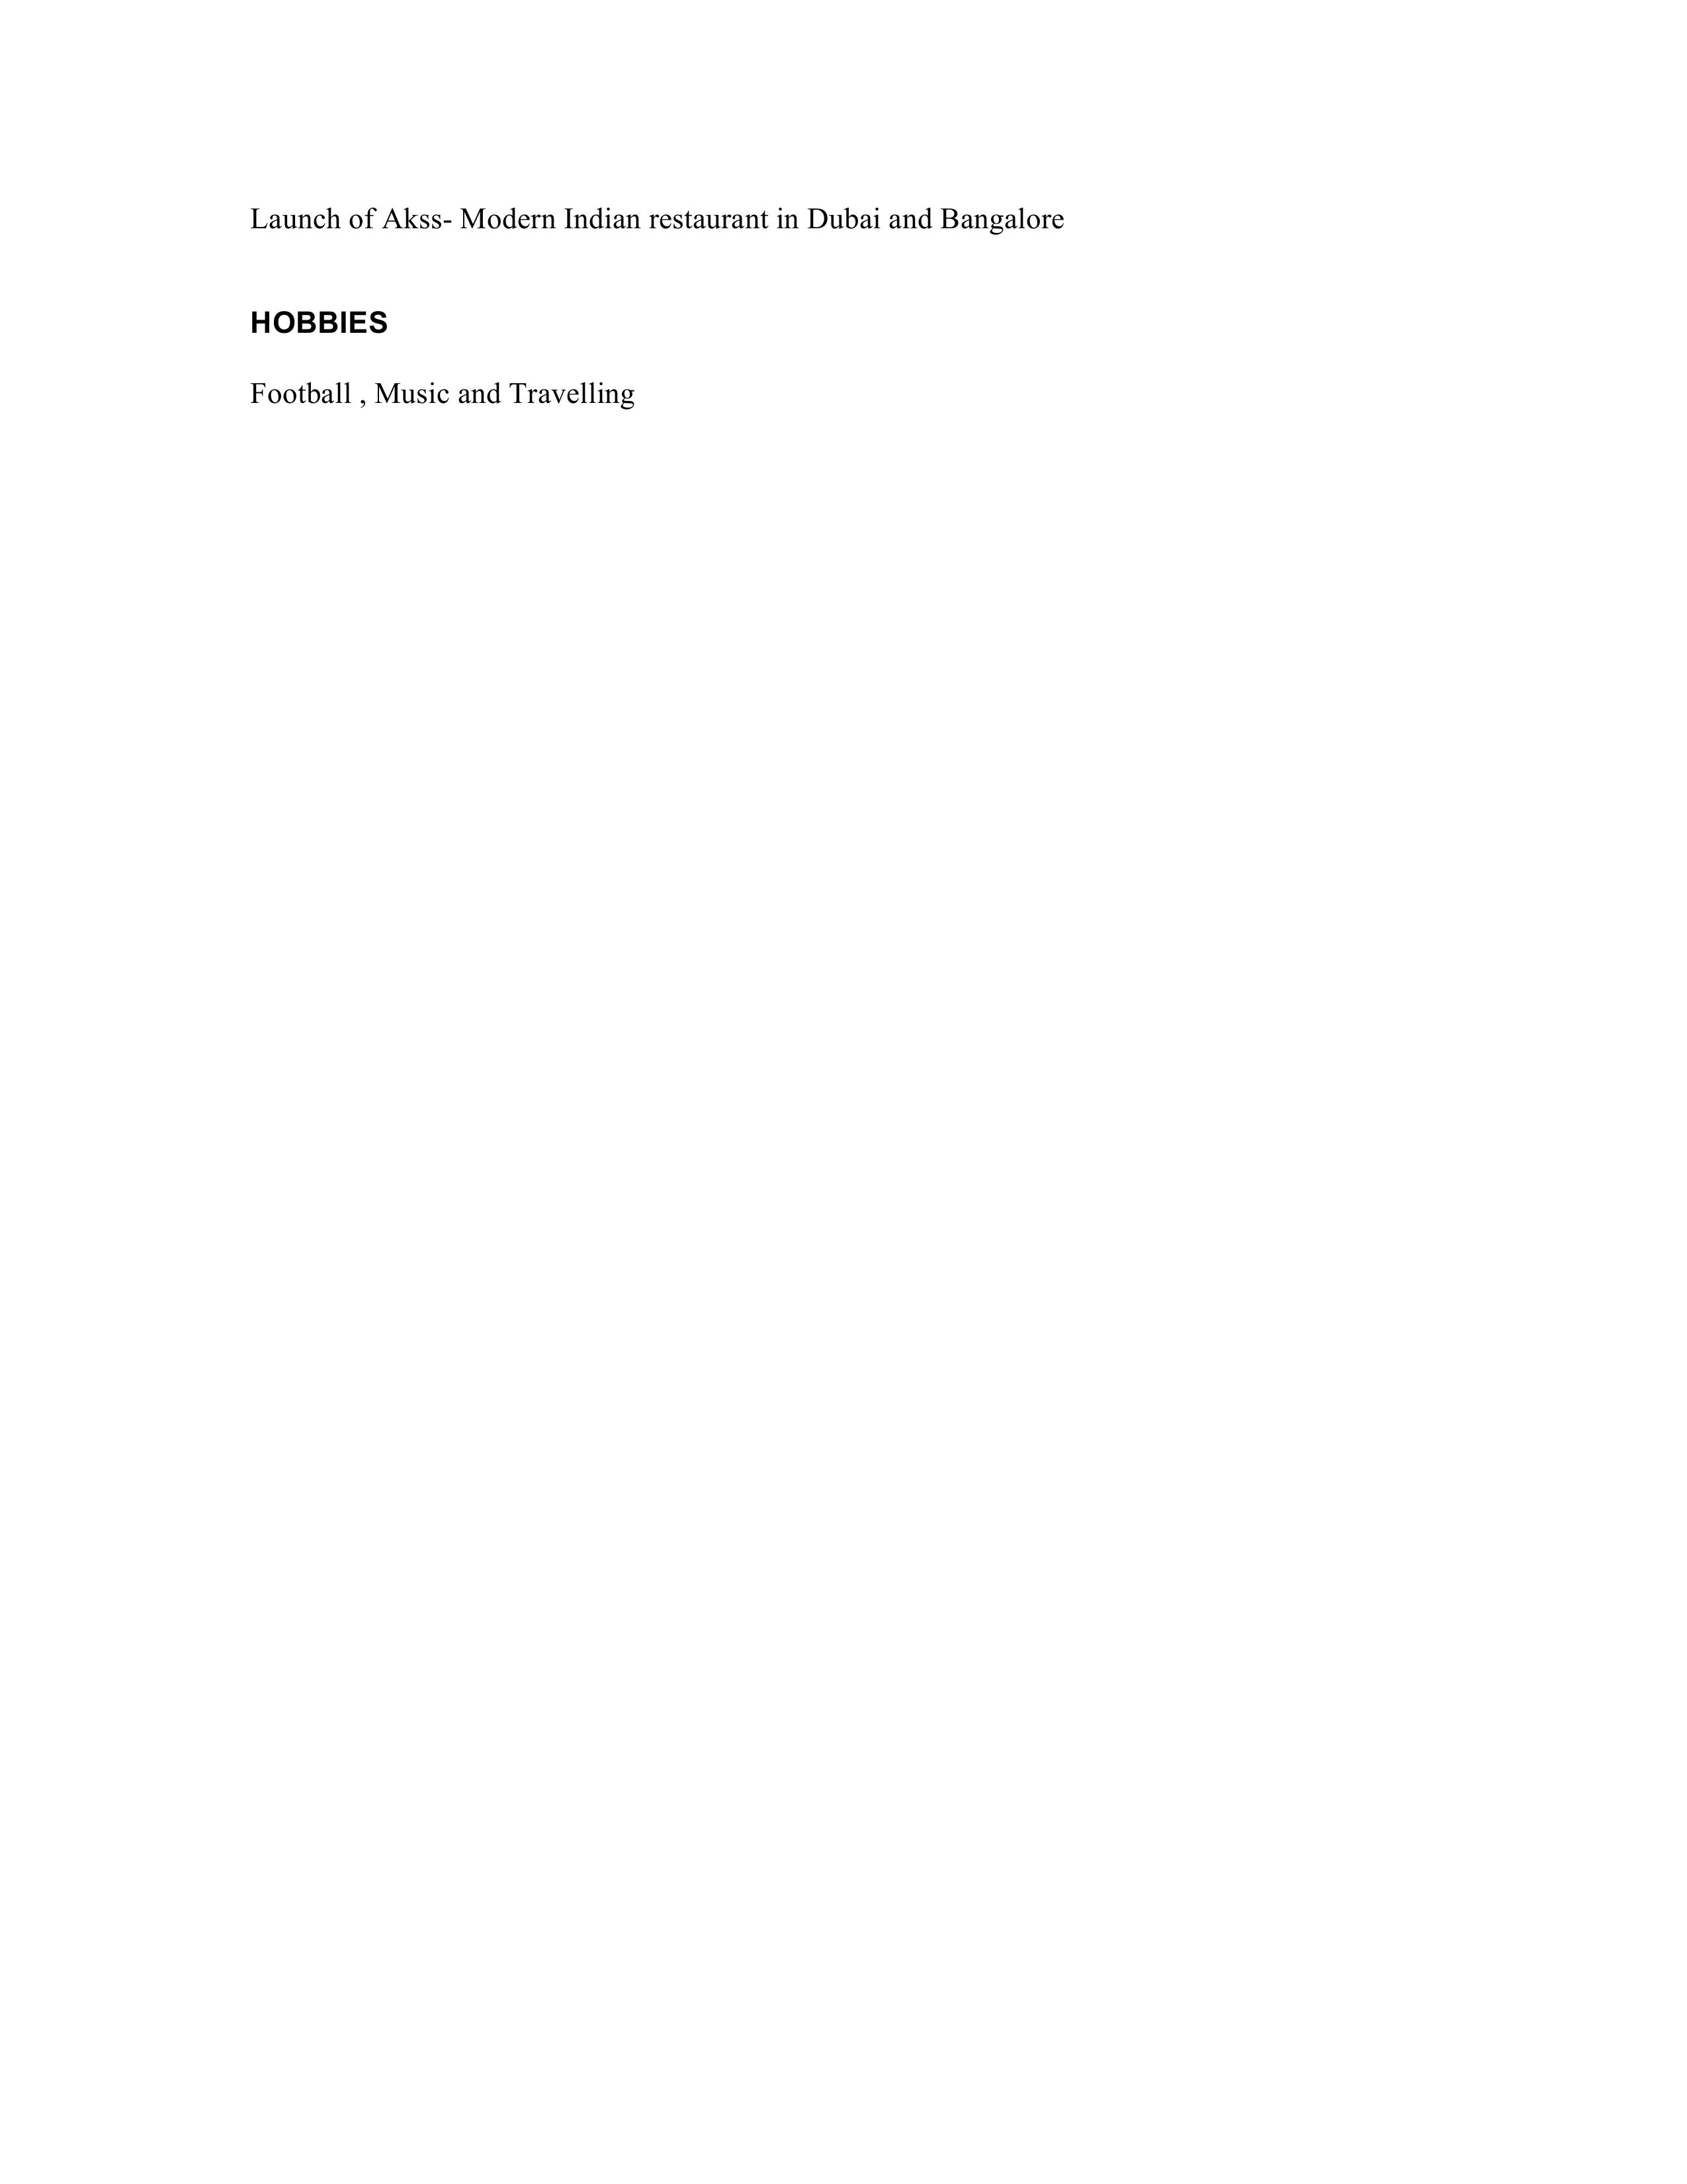 Launch of Akss- Modern Indian restaurant in Dubai and Bangalore
HOBBIES
Football , Music and Travelling